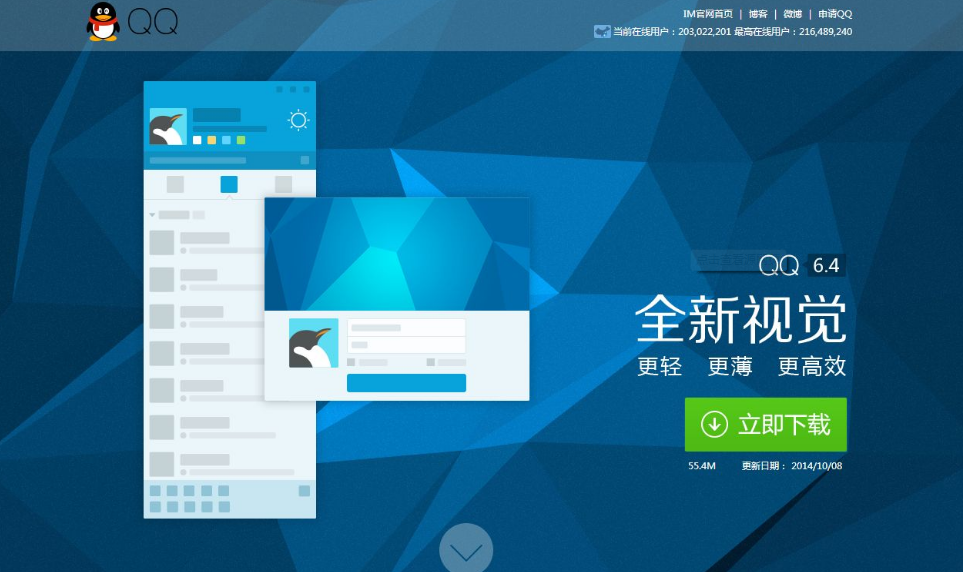 QQ
IM官网首页 | 博客 | 微博 | 申请QQ
当前在线用户：203,022,201 最高在线用户：216,489,240
QQ 6.4
全新视觉
更轻 更薄 更高效
立即下载
55.4M 更新日期： 2014/10/08